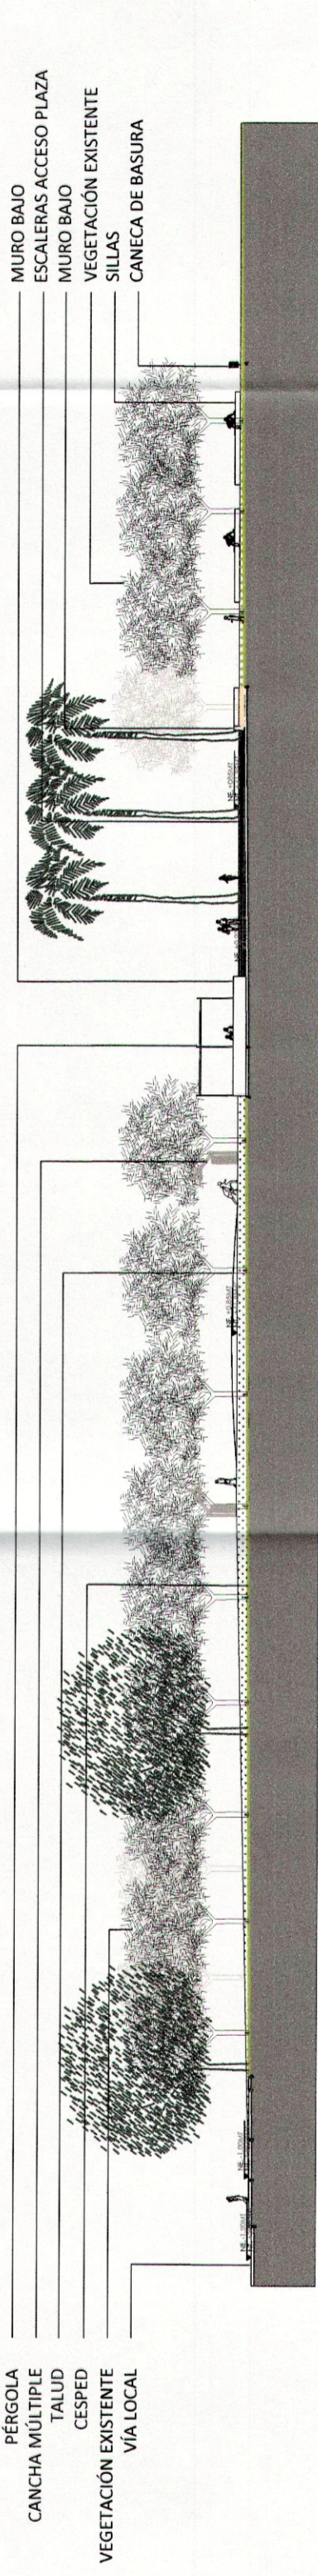 PÉRGOLA
CANCHA MÚLTIPLE
TALUD
CESPED
VEGETACIÓN EXISTENTE
VÍA LOCAL
MURO BAJO
ESCALERAS ACCESO PLAZA
MURO BAJO
VEGETACIÓN EXISTENTE
SILLAS
CANECA DE BASURA